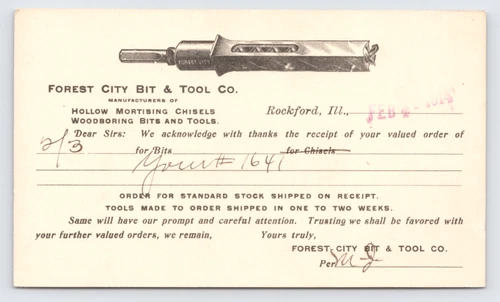 FOREST CITY
FOREST CITY BIT & TOOL CO.
MANUFACTURERS OF
HOLLOW MORTISING CHISELS
WOODBORING BITS AND TOOLS.
Rockford, Ill., FEB 4 - 1914
Dear Sirs: We acknowledge with thanks the receipt of your valued order of
2/3 for Bits for Chisels
Your # 1641
ORDER FOR STANDARD STOCK SHIPPED ON RECEIPT.
TOOLS MADE TO ORDER SHIPPED IN ONE TO TWO WEEKS.
Same will have our prompt and careful attention. Trusting we shall be favored with
your further valued orders, we remain, Yours truly,
FOREST CITY BIT & TOOL CO.
Per